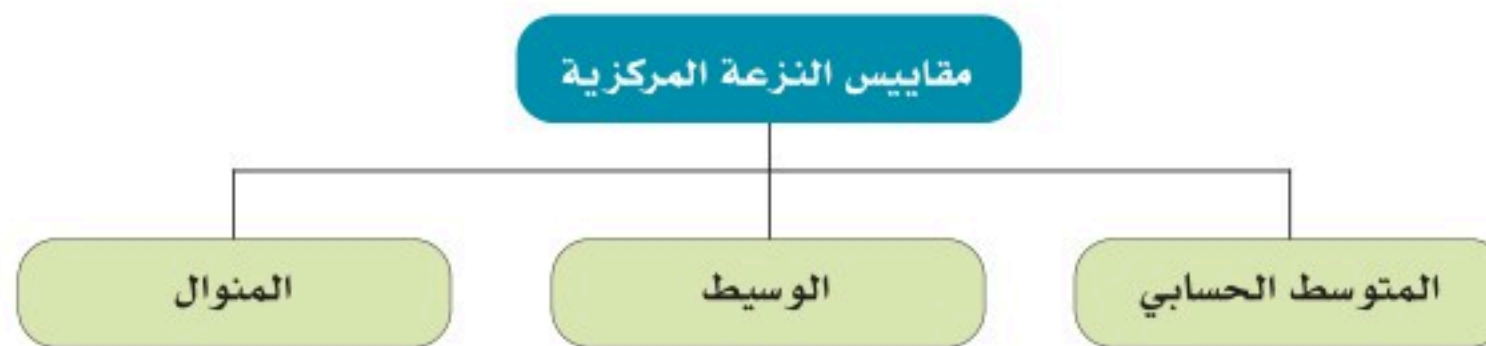 مقاييس النزعة المركزية
المتوسط الحسابي
الوسيط
المنوال